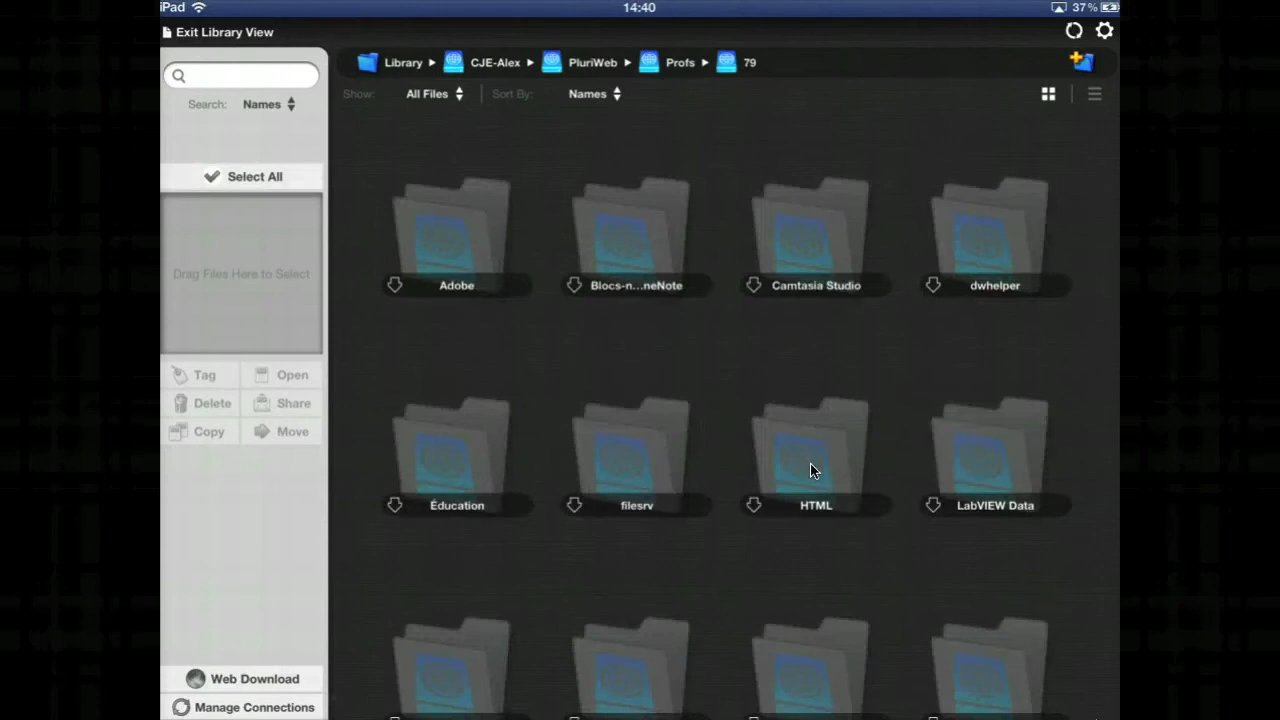 iPad 14:40 37%
Exit Library View
Library CJE-Alex PluriWeb Profs 79
Search: Names
Show: All Files Sort By: Names
Select All
Drag Files Here to Select
Tag Open
Delete Share
Copy Move
Web Download
Manage Connections
Adobe Blocs-n...neNote Camtasia Studio dwhelper
Éducation filesrv HTML LabVIEW Data